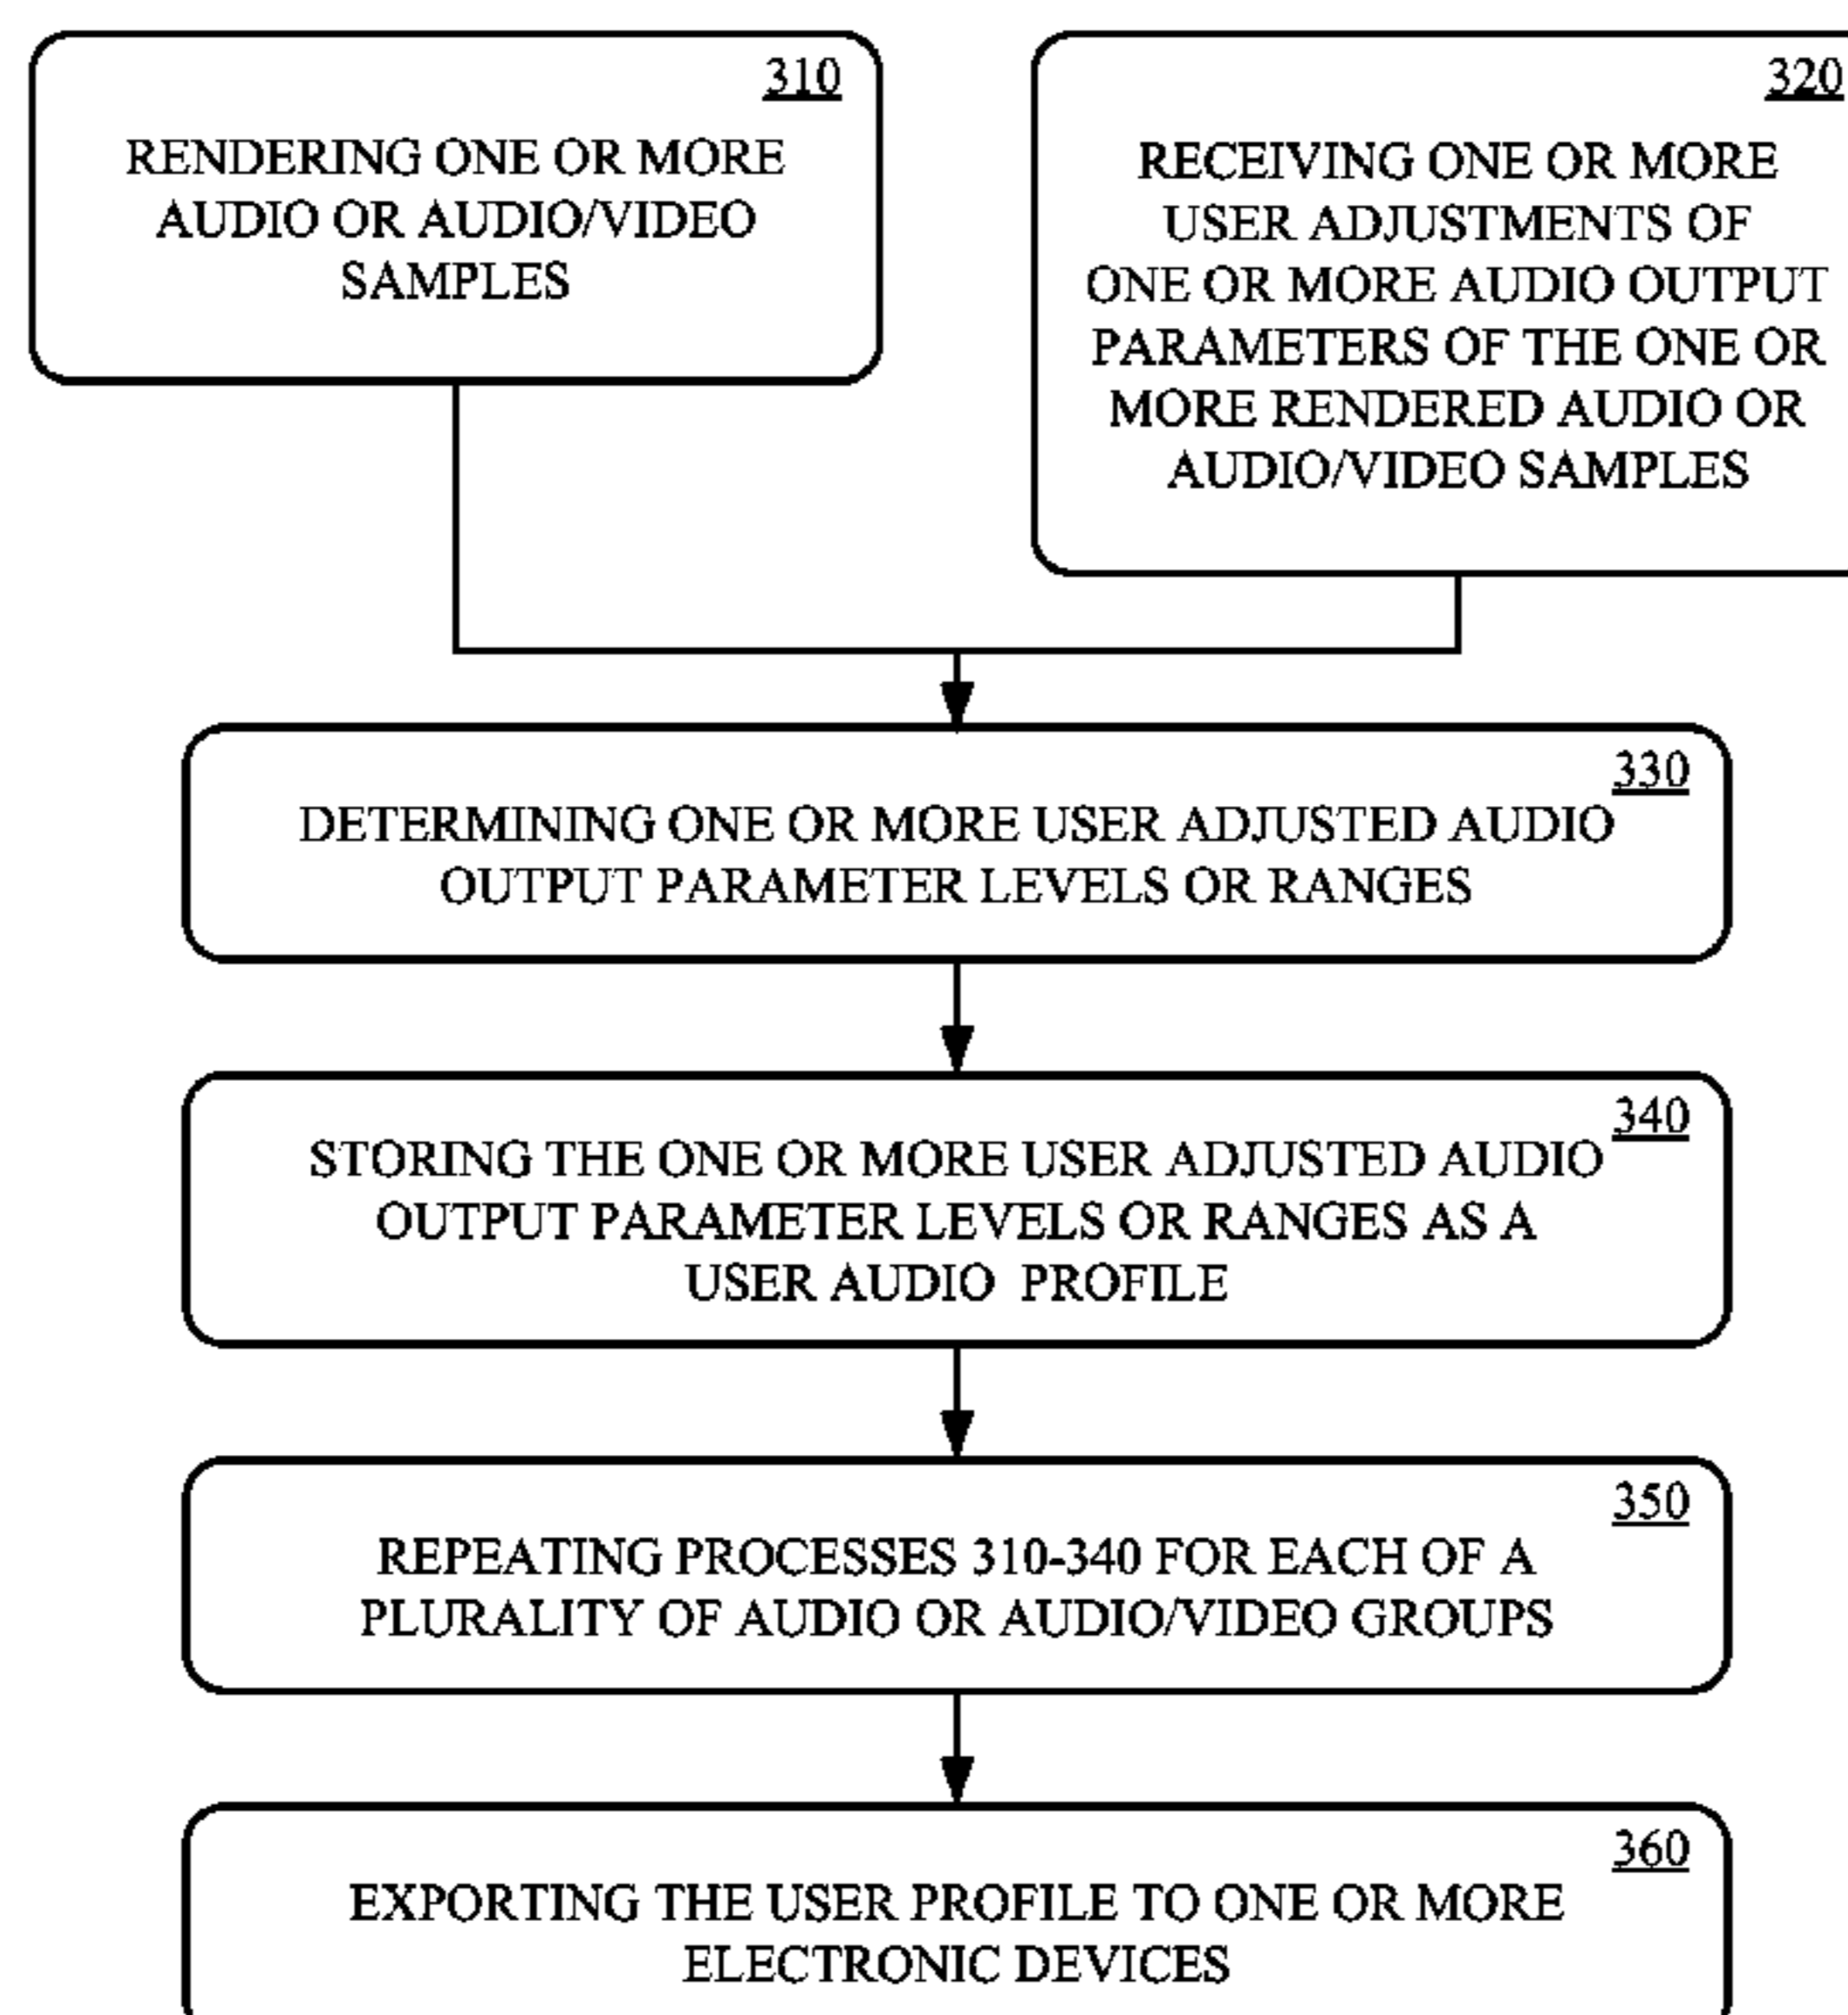 310
RENDERING ONE OR MORE
AUDIO OR AUDIO/VIDEO
SAMPLES
320
RECEIVING ONE OR MORE
USER ADJUSTMENTS OF
ONE OR MORE AUDIO OUTPUT
PARAMETERS OF THE ONE OR
MORE RENDERED AUDIO OR
AUDIO/VIDEO SAMPLES
330
DETERMINING ONE OR MORE USER ADJUSTED AUDIO
OUTPUT PARAMETER LEVELS OR RANGES
340
STORING THE ONE OR MORE USER ADJUSTED AUDIO
OUTPUT PARAMETER LEVELS OR RANGES AS A
USER AUDIO PROFILE
350
REPEATING PROCESSES 310-340 FOR EACH OF A
PLURALITY OF AUDIO OR AUDIO/VIDEO GROUPS
360
EXPORTING THE USER PROFILE TO ONE OR MORE
ELECTRONIC DEVICES